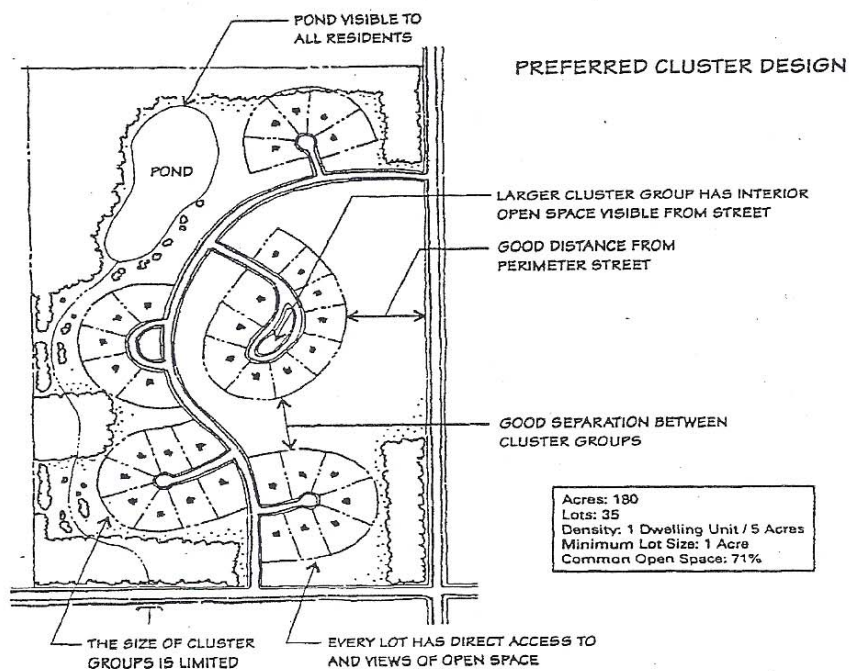 POND VISIBLE TO
ALL RESIDENTS
PREFERRED CLUSTER DESIGN
POND
LARGER CLUSTER GROUP HAS INTERIOR
OPEN SPACE VISIBLE FROM STREET
GOOD DISTANCE FROM
PERIMETER STREET
GOOD SEPARATION BETWEEN
CLUSTER GROUPS
Acres: 180
Lots: 35
Density: 1 Dwelling Unit / 5 Acres
Minimum Lot Size: 1 Acre
Common Open Space: 71%
THE SIZE OF CLUSTER
GROUPS IS LIMITED
EVERY LOT HAS DIRECT ACCESS TO
AND VIEWS OF OPEN SPACE